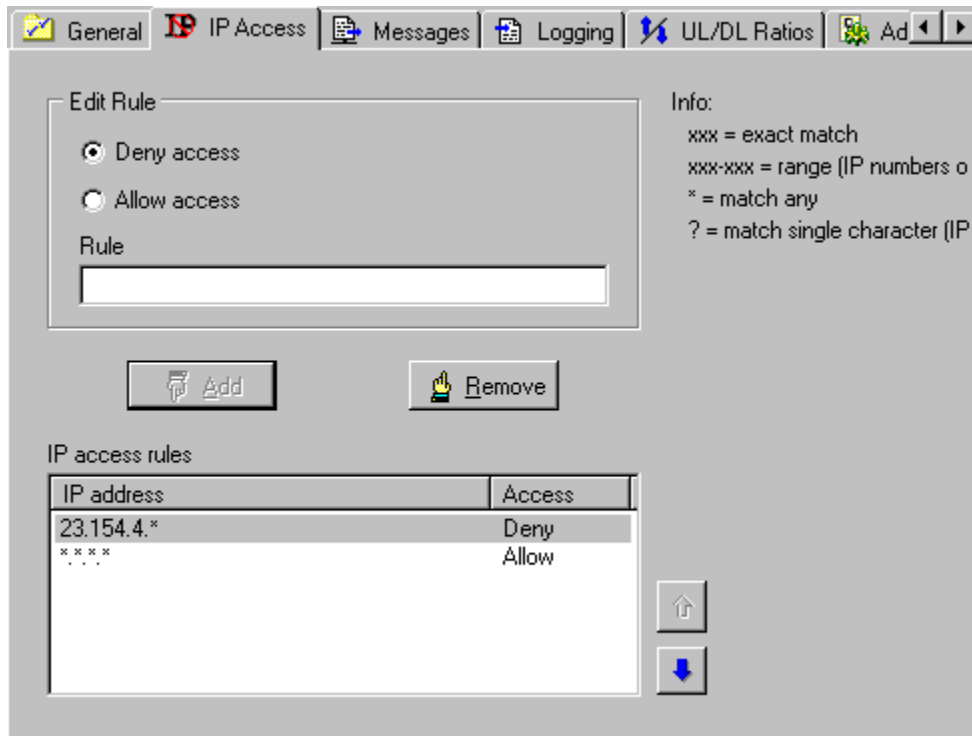 General IP Access Messages Logging UL/DL Ratios Ad
Edit Rule
Deny access
Allow access
Rule
Info:
xxx = exact match
xxx-xxx = range (IP numbers o
* = match any
? = match single character (IP
Add Remove
IP access rules
IP address Access
23.154.4.* Deny
*.*.*.* Allow